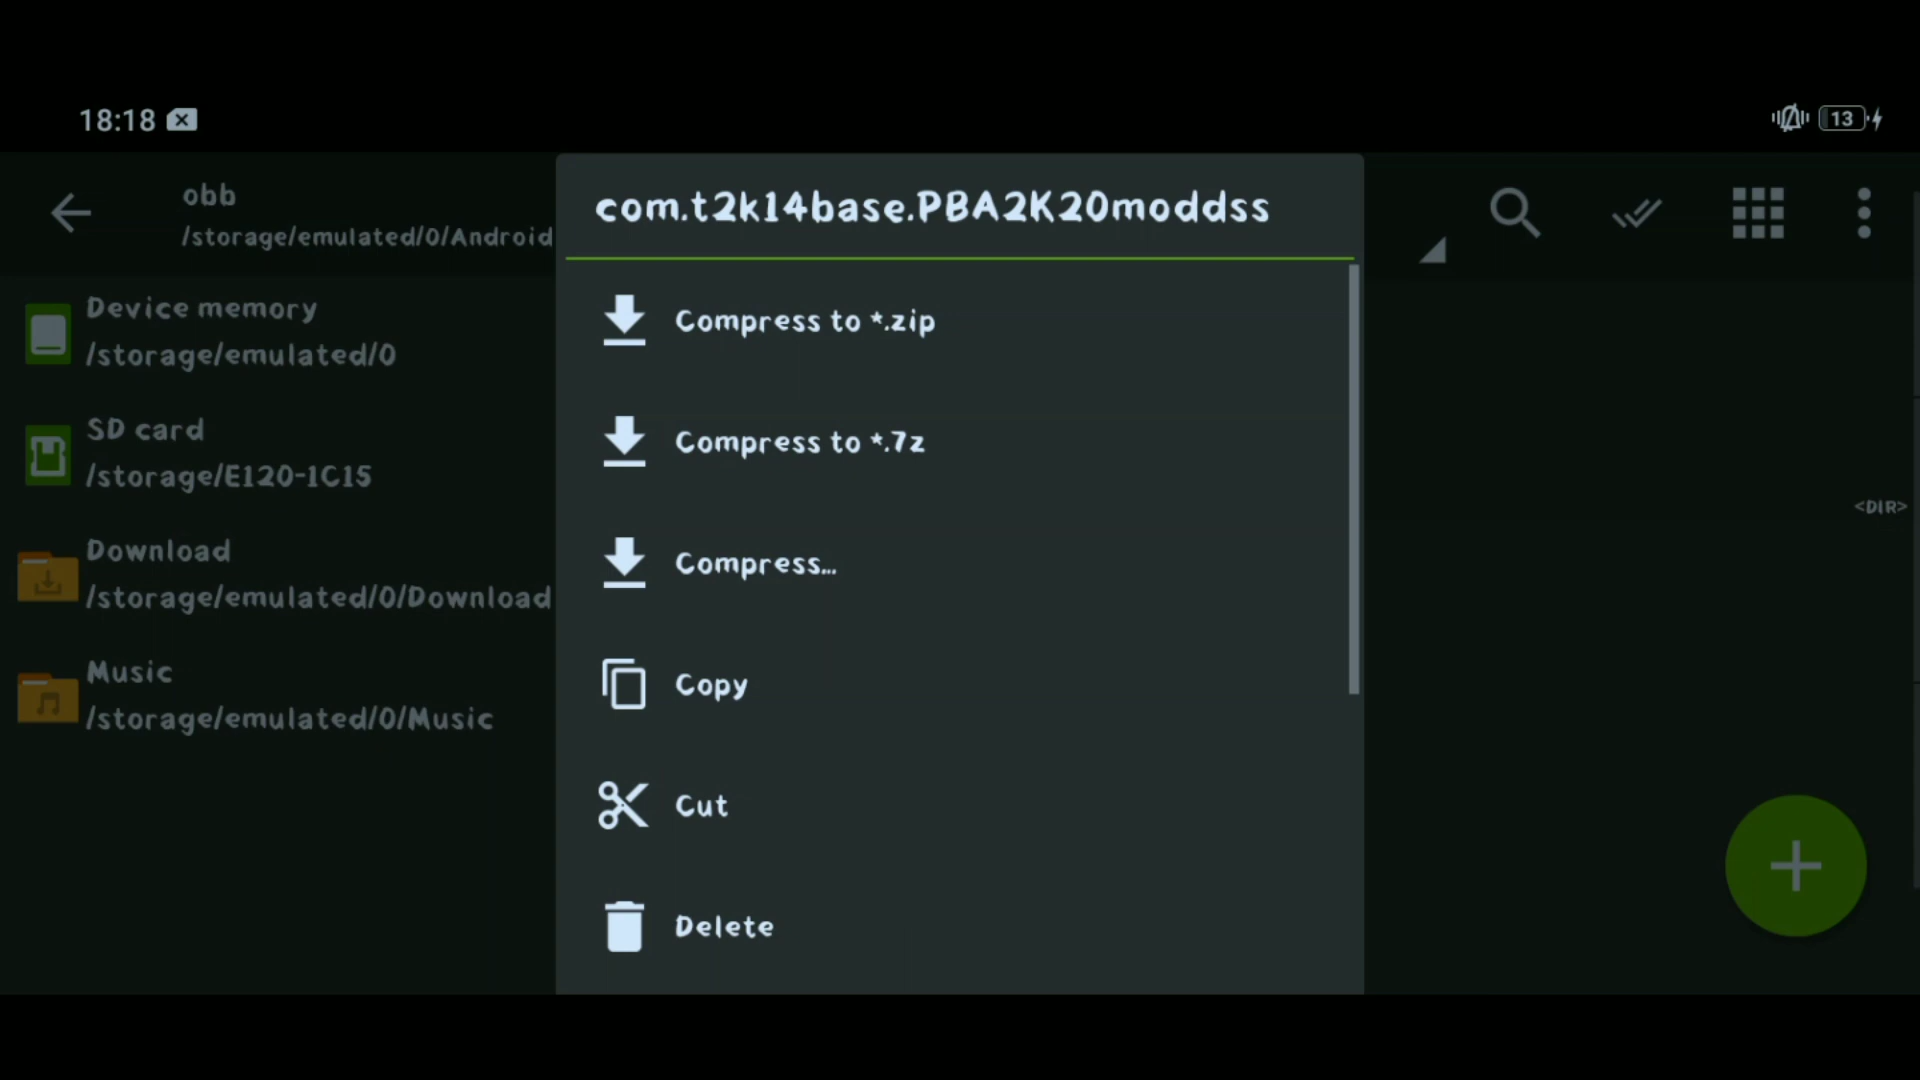 18:18
13
obb
/storage/emulated/0/Android
Device memory
/storage/emulated/0
SD card
/storage/E120-1C15
Download
/storage/emulated/0/Download
Music
/storage/emulated/0/Music
com.t2k14base.PBA2K20moddss
Compress to *.zip
Compress to *.7z
Compress...
Copy
Cut
Delete
<DIR>